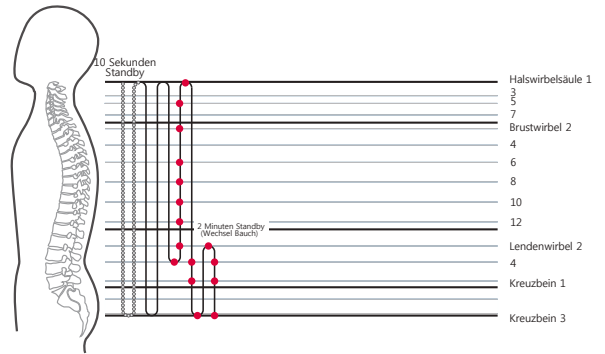 10 Sekunden
Standby
Halswirbelsäule 1
3
5
7
Brustwirbel 2
4
6
8
10
12
2 Minuten Standby
(Wechsel Bauch)
Lendenwirbel 2
4
Kreuzbein 1
Kreuzbein 3